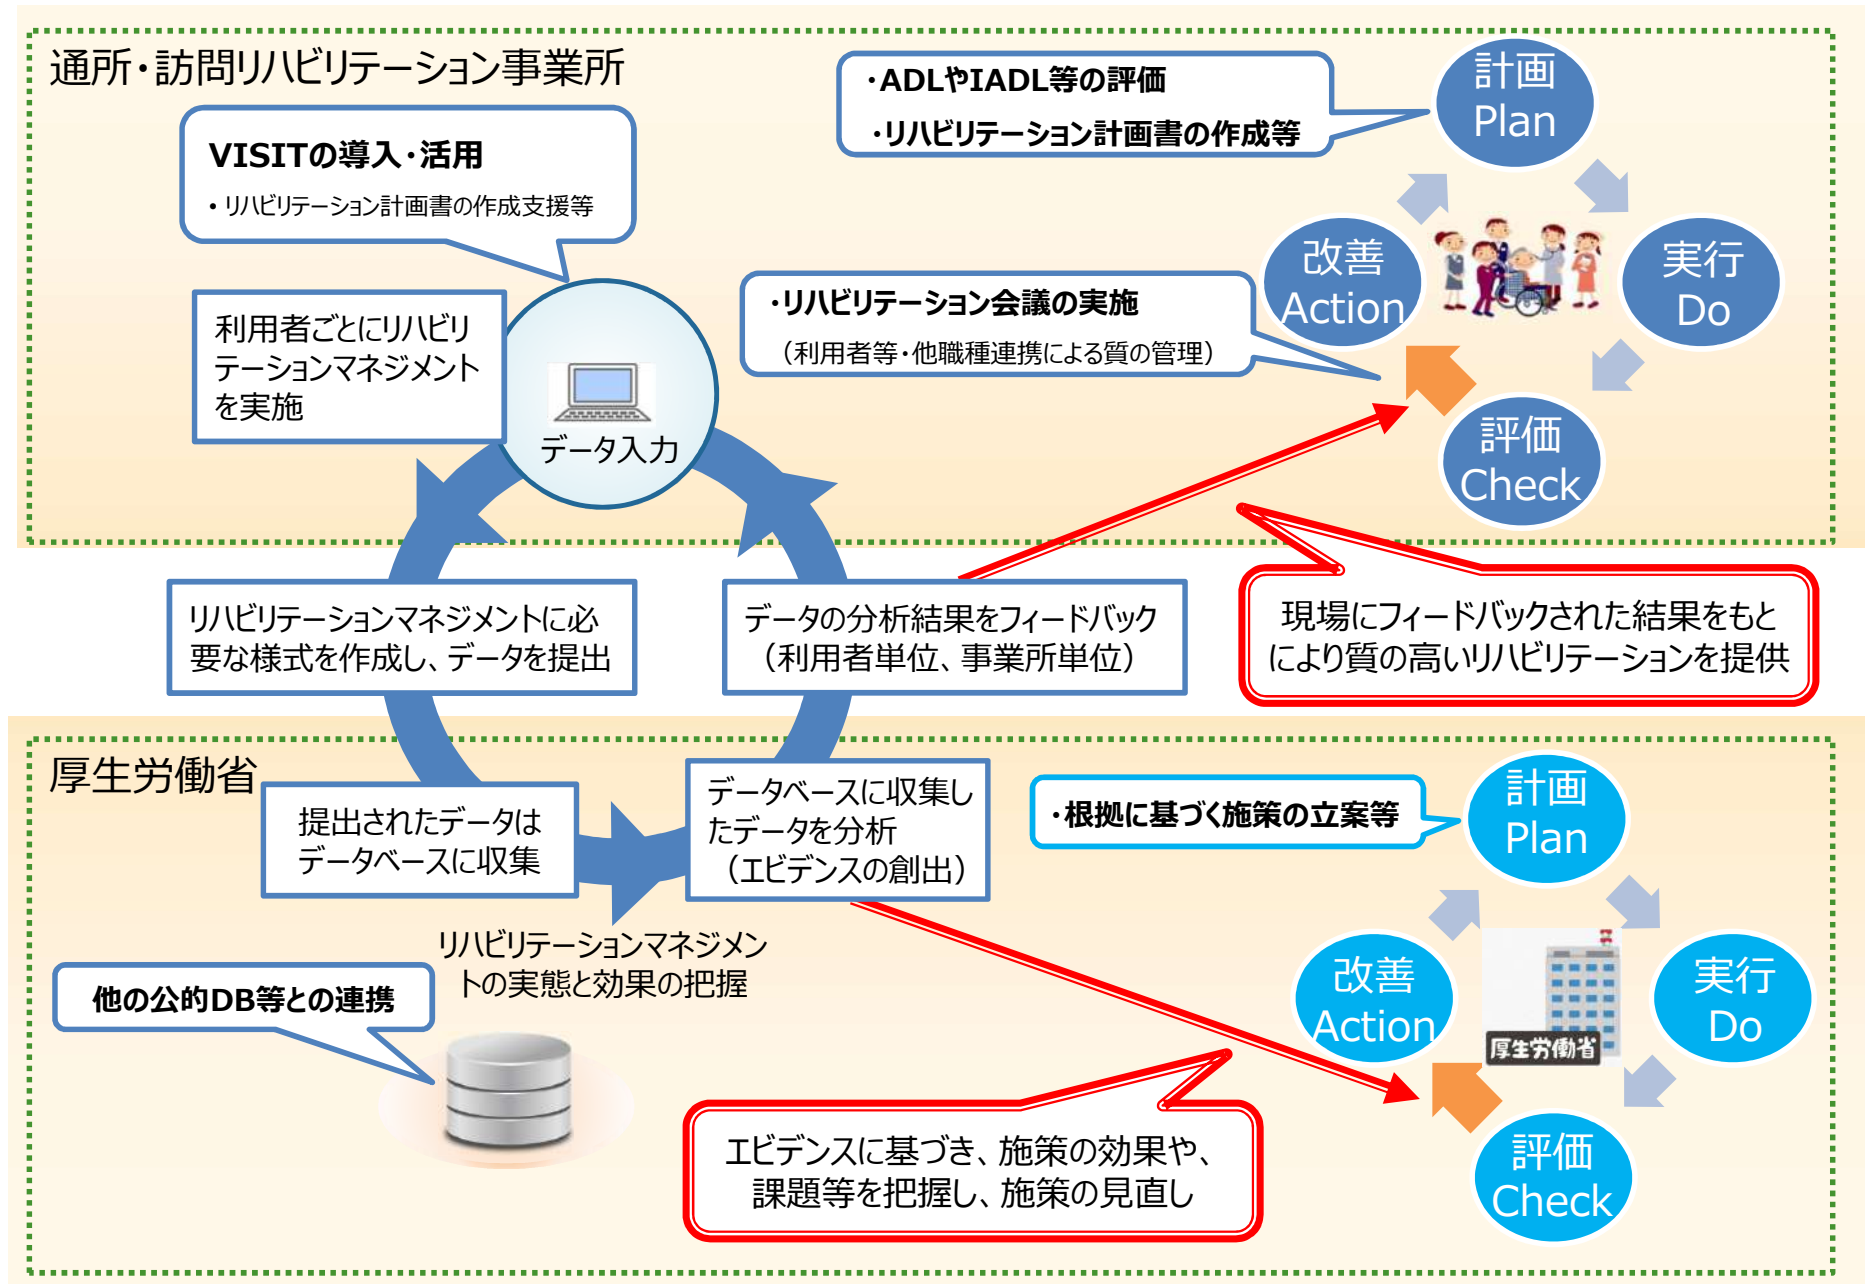 通所・訪問リハビリテーション事業所
VISITの導入・活用
・リハビリテーション計画書の作成支援等
・ADLやIADL等の評価
・リハビリテーション計画書の作成等
計画
Plan
改善
Action
実行
Do
評価
Check
・リハビリテーション会議の実施
（利用者等・他職種連携による質の管理）
利用者ごとにリハビリ
テーションマネジメント
を実施
データ入力
リハビリテーションマネジメントに必
要な様式を作成し、データを提出
データの分析結果をフィードバック
（利用者単位、事業所単位）
現場にフィードバックされた結果をもと
により質の高いリハビリテーションを提供
厚生労働省
提出されたデータは
データベースに収集
データベースに収集し
たデータを分析
（エビデンスの創出）
リハビリテーションマネジメン
トの実態と効果の把握
他の公的DB等との連携
・根拠に基づく施策の立案等
計画
Plan
改善
Action
実行
Do
厚生労働省
評価
Check
エビデンスに基づき、施策の効果や、
課題等を把握し、施策の見直し